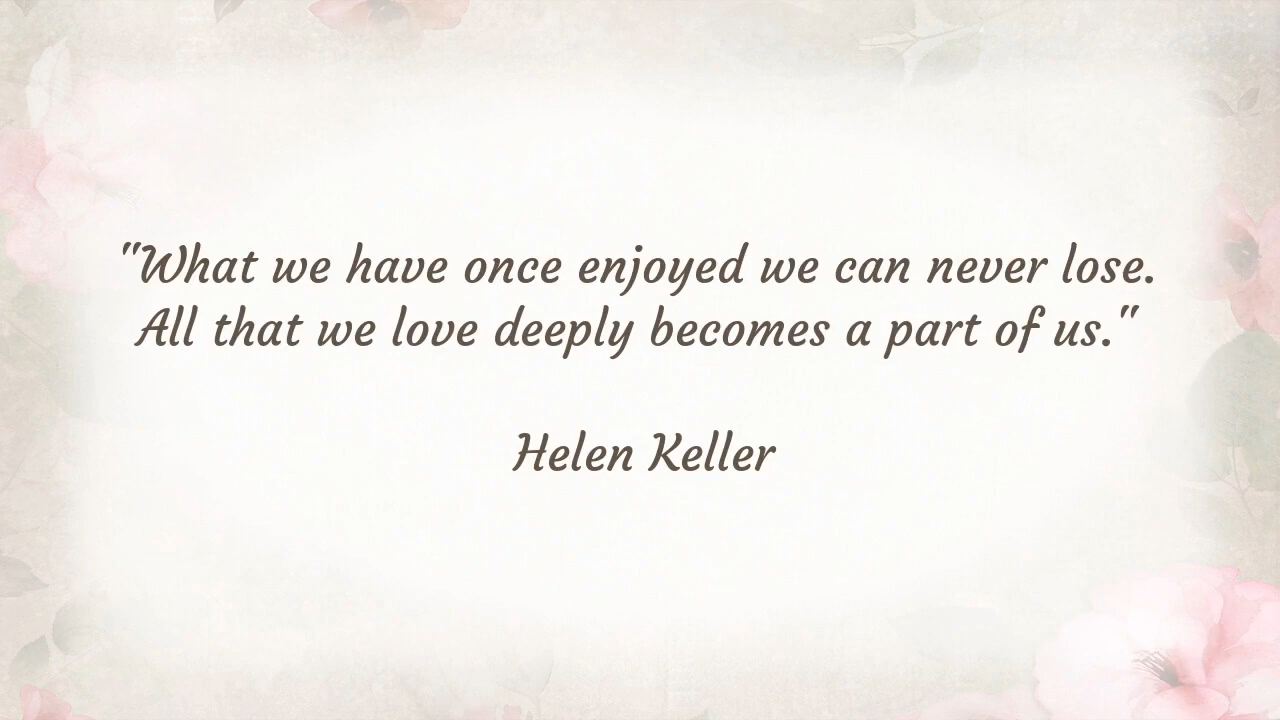 "What we have once enjoyed we can never lose.
All that we love deeply becomes a part of us."
Helen Keller